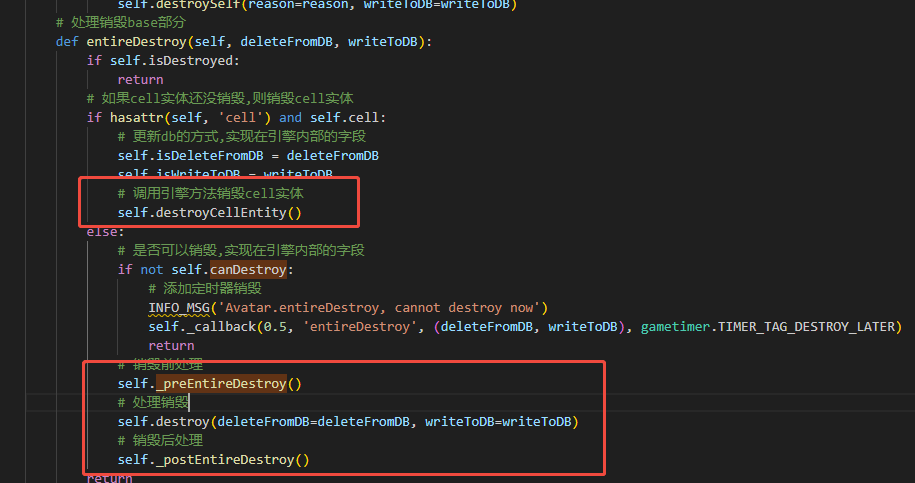 self.destroySelf(reason=reason, writeToDB=writeToDB)
# 处理销毁base部分
def entireDestroy(self, deleteFromDB, writeToDB):
if self.isDestroyed:
return
# 如果cell实体还没销毁,则销毁cell实体
if hasattr(self, 'cell') and self.cell:
# 更新db的方式,实现在引擎内部的字段
self.isDeleteFromDB = deleteFromDB
self.isWriteToDB = writeToDB
# 调用引擎方法销毁cell实体
self.destroyCellEntity()
else:
# 是否可以销毁,实现在引擎内部的字段
if not self.canDestroy:
# 添加定时器销毁
INFO_MSG('Avatar.entireDestroy, cannot destroy now')
self._callback(0.5, 'entireDestroy', (deleteFromDB, writeToDB), gametimer.TIMER_TAG_DESTROY_LATER)
return
# 销毁前处理
self._preEntireDestroy()
# 处理销毁
self.destroy(deleteFromDB=deleteFromDB, writeToDB=writeToDB)
# 销毁后处理
self._postEntireDestroy()
return